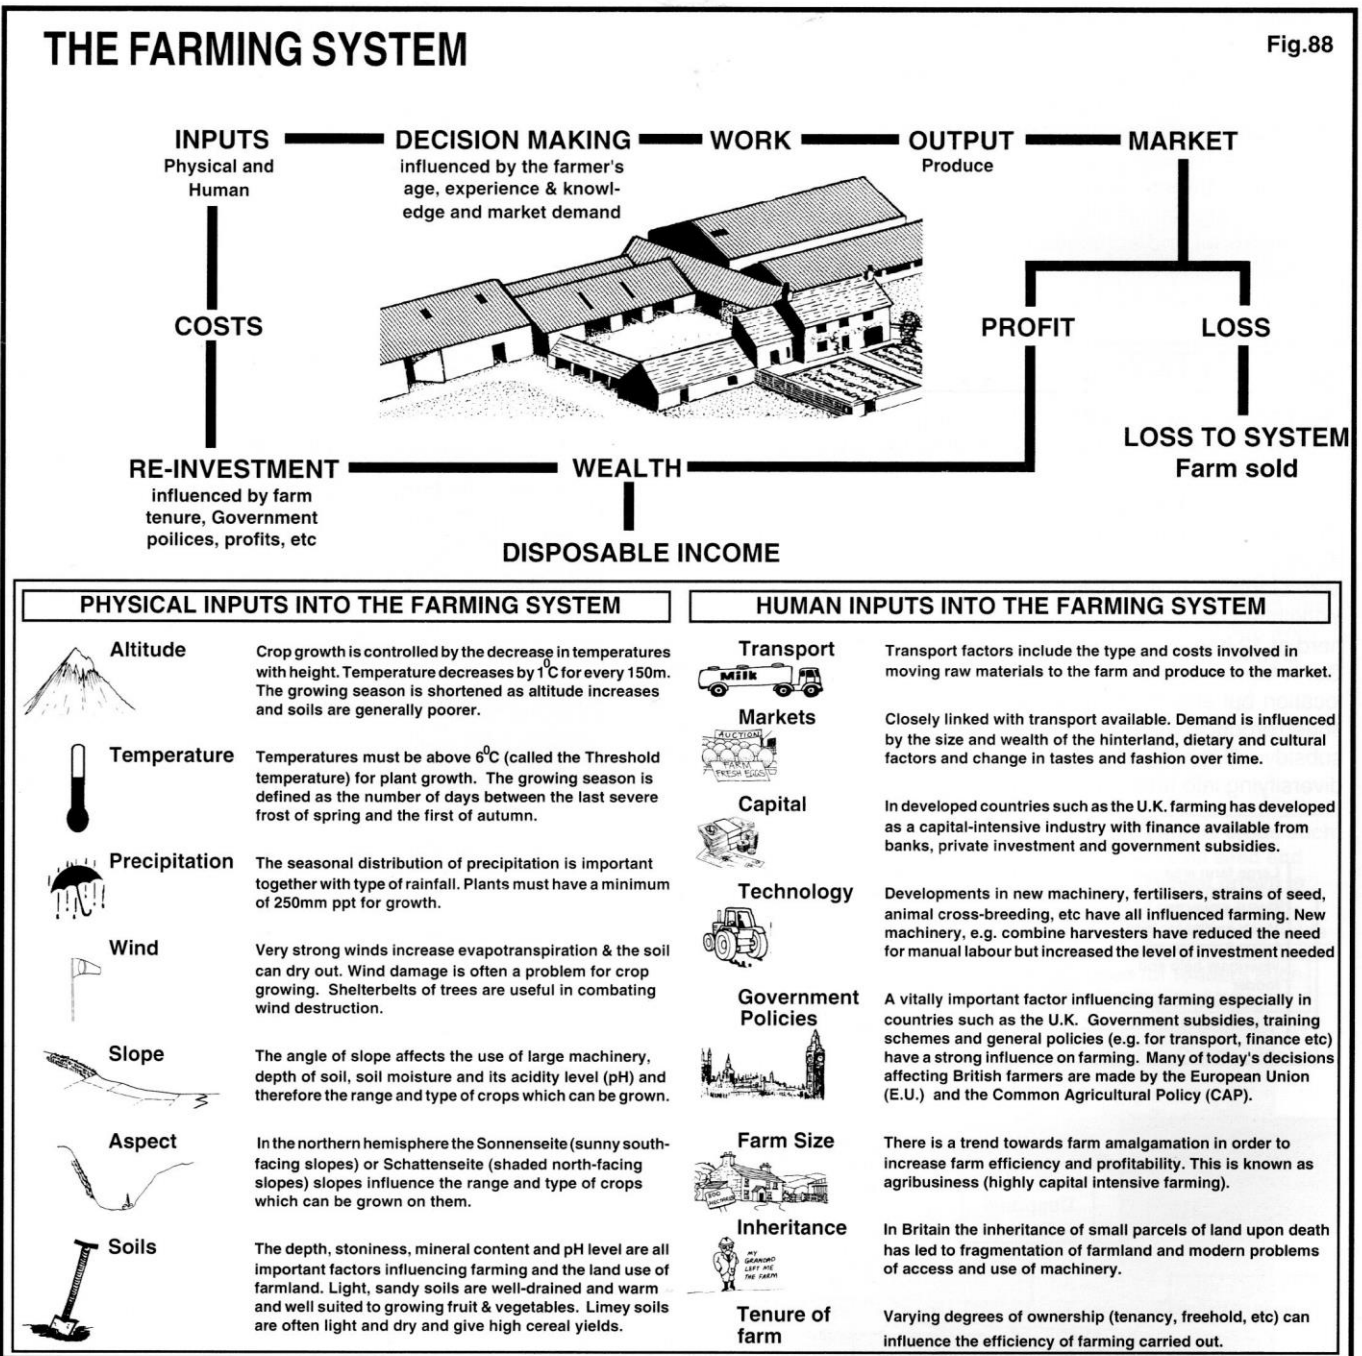 THE FARMING SYSTEM
Fig.88
INPUTS
Physical and
Human
DECISION MAKING
influenced by the farmer's
age, experience & knowl-
edge and market demand
WORK
OUTPUT
Produce
MARKET
COSTS
PROFIT
LOSS
LOSS TO SYSTEM
Farm sold
RE-INVESTMENT
influenced by farm
tenure, Government
poilices, profits, etc
WEALTH
DISPOSABLE INCOME
PHYSICAL INPUTS INTO THE FARMING SYSTEM
Altitude
Crop growth is controlled by the decrease in temperatures
with height. Temperature decreases by 1⁰C for every 150m.
The growing season is shortened as altitude increases
and soils are generally poorer.
Temperature
Temperatures must be above 6⁰C (called the Threshold
temperature) for plant growth. The growing season is
defined as the number of days between the last severe
frost of spring and the first of autumn.
Precipitation
The seasonal distribution of precipitation is important
together with type of rainfall. Plants must have a minimum
of 250mm ppt for growth.
Wind
Very strong winds increase evapotranspiration & the soil
can dry out. Wind damage is often a problem for crop
growing. Shelterbelts of trees are useful in combating
wind destruction.
Slope
The angle of slope affects the use of large machinery,
depth of soil, soil moisture and its acidity level (pH) and
therefore the range and type of crops which can be grown.
Aspect
In the northern hemisphere the Sonnenseite (sunny south-
facing slopes) or Schattenseite (shaded north-facing
slopes) slopes influence the range and type of crops
which can be grown on them.
Soils
The depth, stoniness, mineral content and pH level are all
important factors influencing farming and the land use of
farmland. Light, sandy soils are well-drained and warm
and well suited to growing fruit & vegetables. Limey soils
are often light and dry and give high cereal yields.
HUMAN INPUTS INTO THE FARMING SYSTEM
Transport
Milk
Transport factors include the type and costs involved in
moving raw materials to the farm and produce to the market.
Markets
AUCTION
FARM
FRESH EGGS
Closely linked with transport available. Demand is influenced
by the size and wealth of the hinterland, dietary and cultural
factors and change in tastes and fashion over time.
Capital
In developed countries such as the U.K. farming has developed
as a capital-intensive industry with finance available from
banks, private investment and government subsidies.
Technology
Developments in new machinery, fertilisers, strains of seed,
animal cross-breeding, etc have all influenced farming. New
machinery, e.g. combine harvesters have reduced the need
for manual labour but increased the level of investment needed
Government
Policies
A vitally important factor influencing farming especially in
countries such as the U.K. Government subsidies, training
schemes and general policies (e.g. for transport, finance etc)
have a strong influence on farming. Many of today's decisions
affecting British farmers are made by the European Union
(E.U.) and the Common Agricultural Policy (CAP).
Farm Size
There is a trend towards farm amalgamation in order to
increase farm efficiency and profitability. This is known as
agribusiness (highly capital intensive farming).
Inheritance
MY
GRANDAD
LEFT ME
THE FARM
In Britain the inheritance of small parcels of land upon death
has led to fragmentation of farmland and modern problems
of access and use of machinery.
Tenure of
farm
Varying degrees of ownership (tenancy, freehold, etc) can
influence the efficiency of farming carried out.